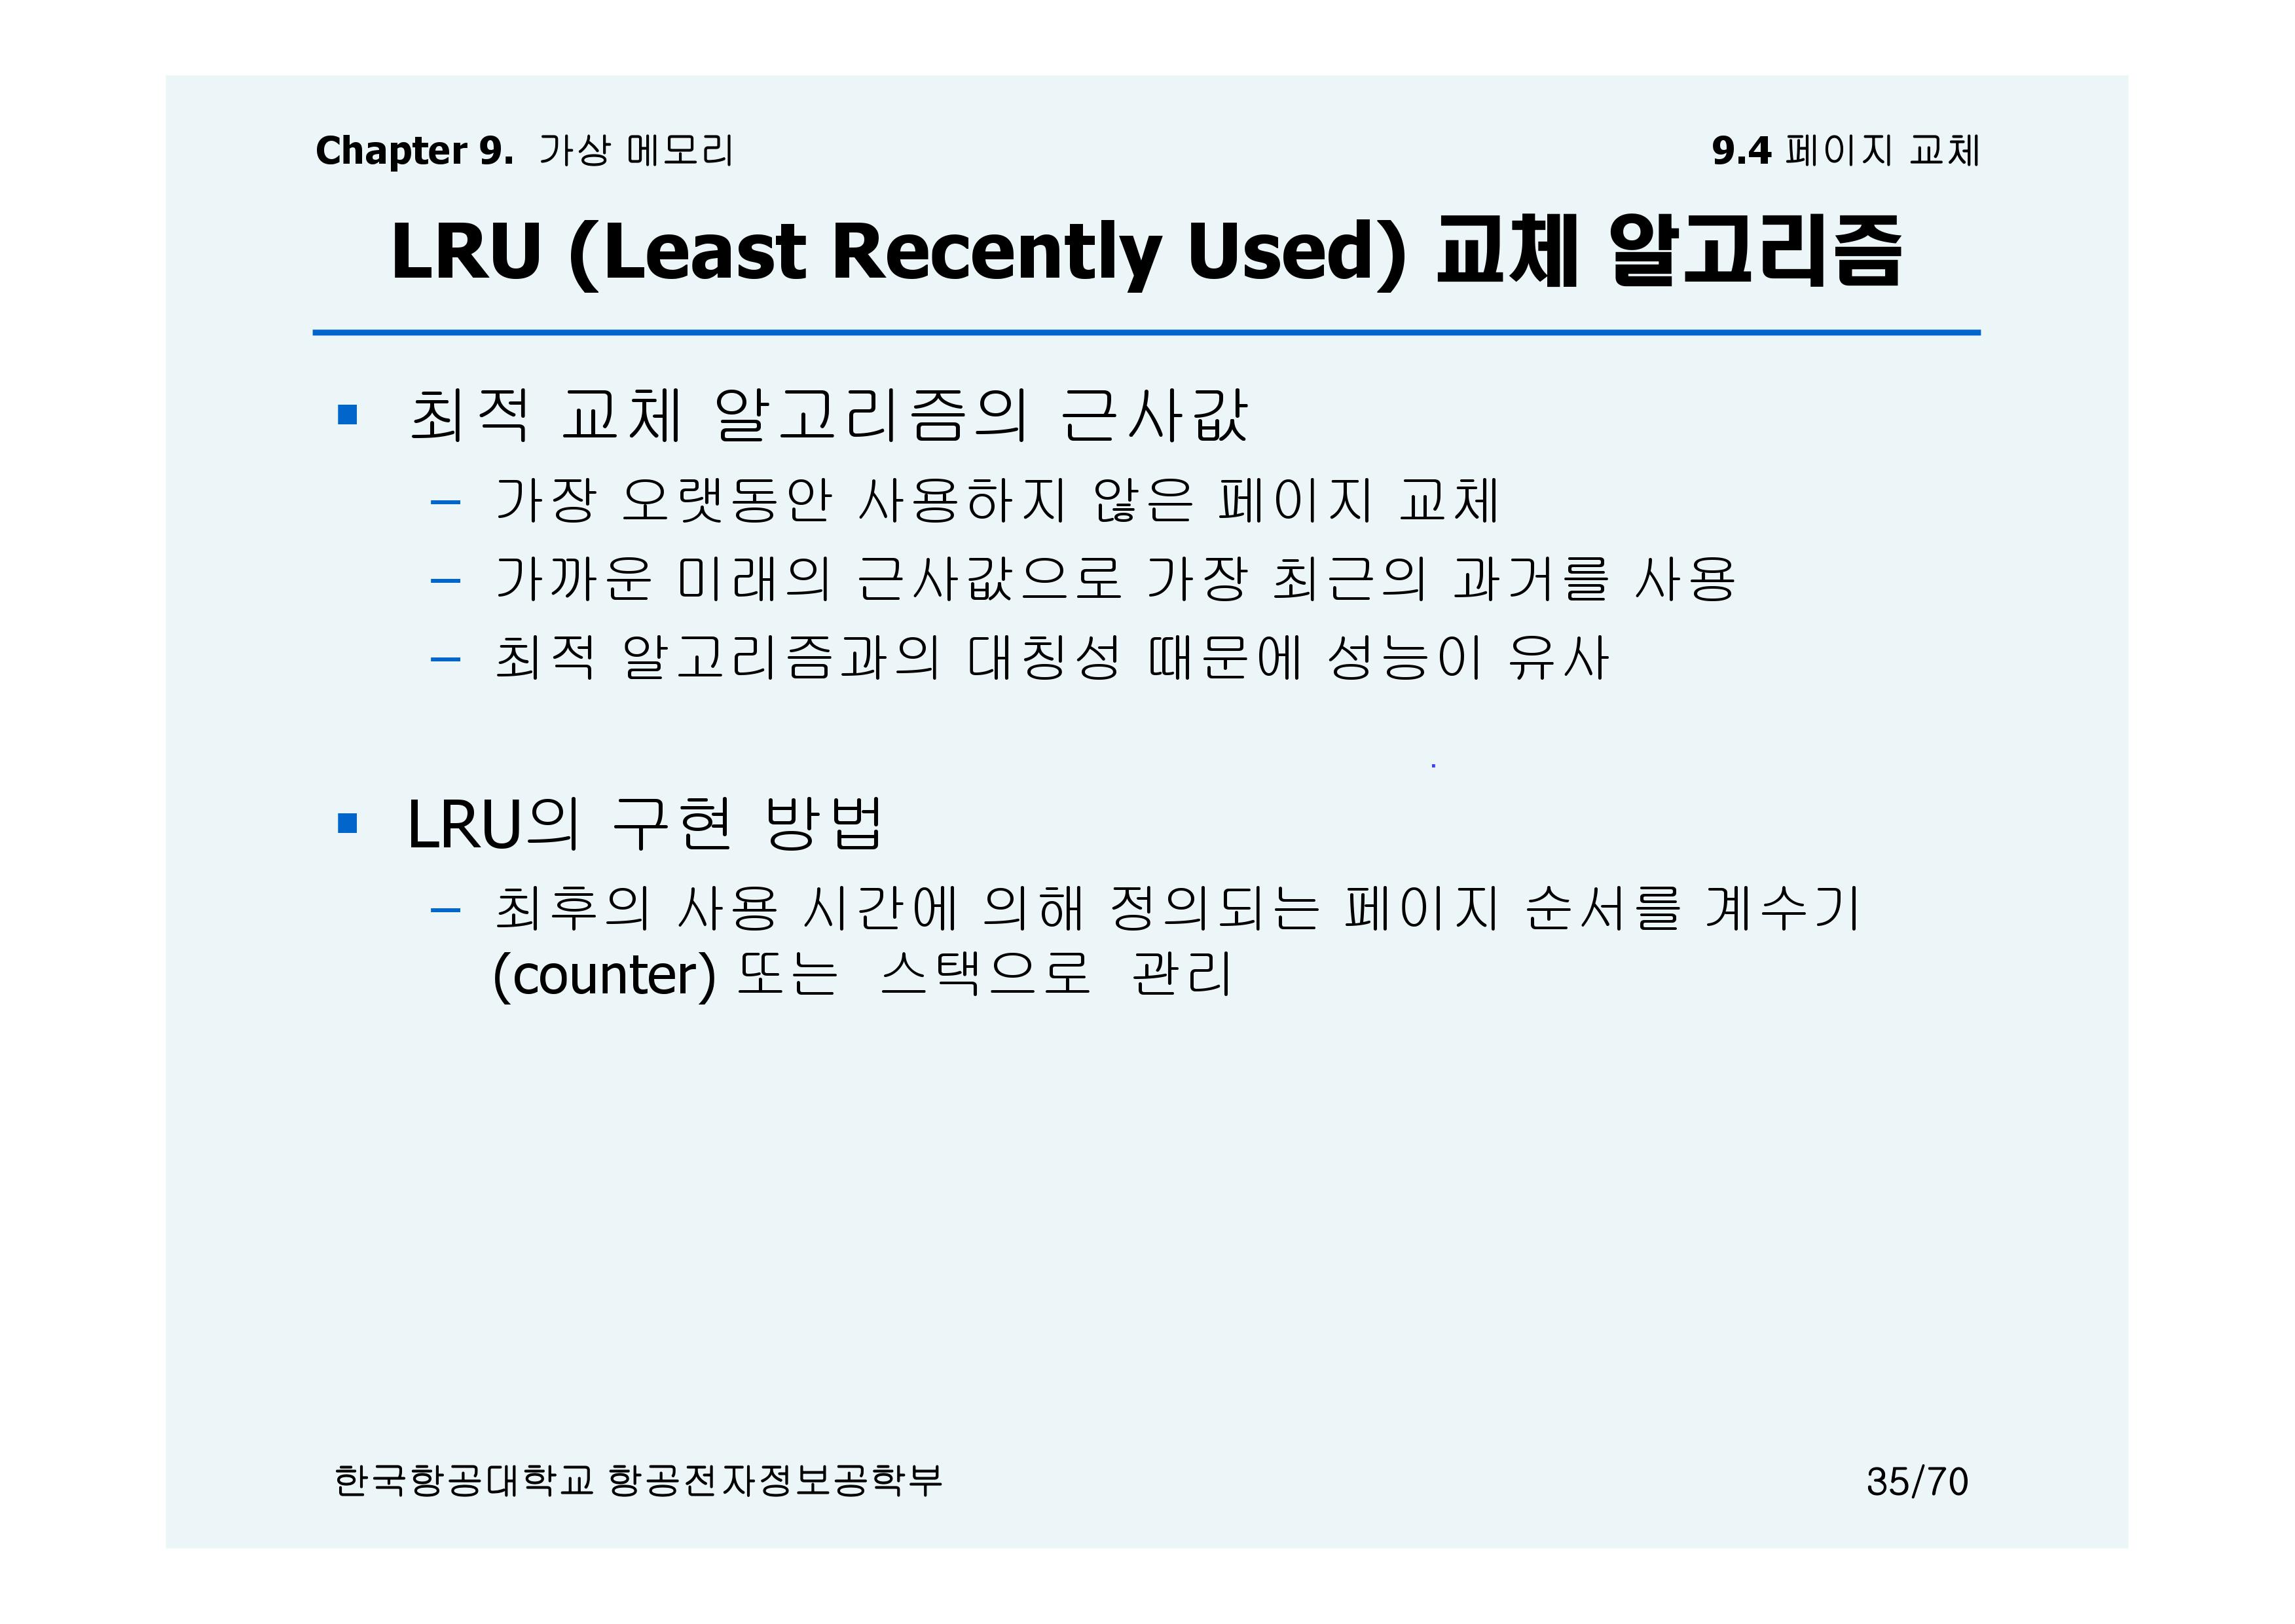 Chapter 9. 가상 메모리
9.4 페이지 교체
LRU (Least Recently Used) 교체 알고리즘
최적 교체 알고리즘의 근사값
– 가장 오랫동안 사용하지 않은 페이지 교체
– 가까운 미래의 근사값으로 가장 최근의 과거를 사용
– 최적 알고리즘과의 대칭성 때문에 성능이 유사
LRU의 구현 방법
– 최후의 사용 시간에 의해 정의되는 페이지 순서를 계수기
(counter) 또는 스택으로 관리
한국항공대학교 항공전자정보공학부
35/70